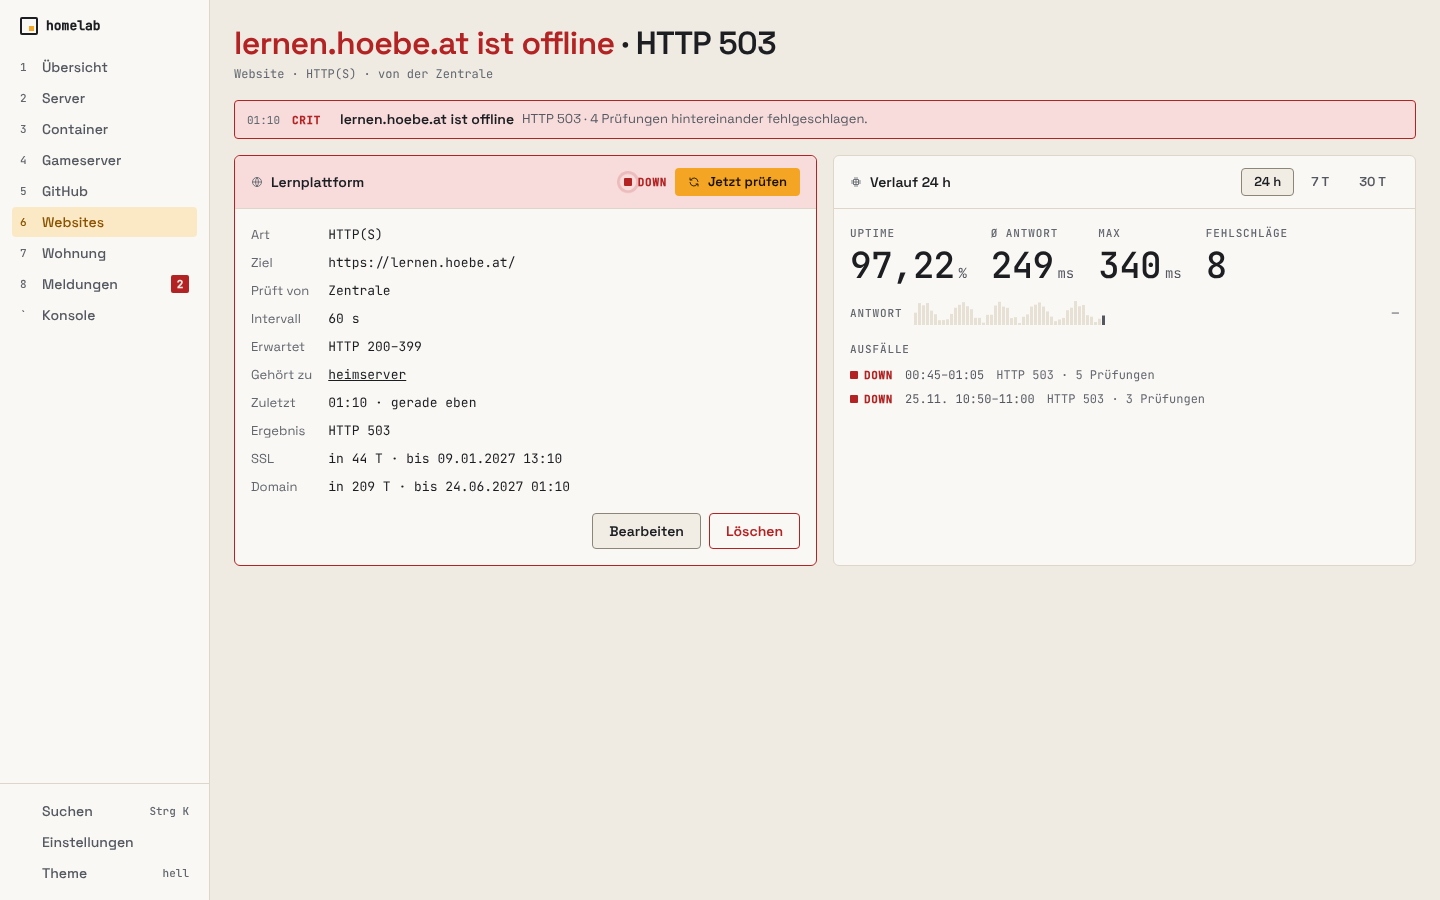 homelab
1 Übersicht
2 Server
3 Container
4 Gameserver
5 GitHub
6 Websites
7 Wohnung
8 Meldungen 2
` Konsole
Suchen Strg K
Einstellungen
Theme hell
lernen.hoebe.at ist offline · HTTP 503
Website · HTTP(S) · von der Zentrale
01:10 CRIT lernen.hoebe.at ist offline HTTP 503 · 4 Prüfungen hintereinander fehlgeschlagen.
Lernplattform DOWN Jetzt prüfen
Art HTTP(S)
Ziel https://lernen.hoebe.at/
Prüft von Zentrale
Intervall 60 s
Erwartet HTTP 200–399
Gehört zu heimserver
Zuletzt 01:10 · gerade eben
Ergebnis HTTP 503
SSL in 44 T · bis 09.01.2027 13:10
Domain in 209 T · bis 24.06.2027 01:10
Bearbeiten Löschen
Verlauf 24 h 24 h 7 T 30 T
UPTIME Ø ANTWORT MAX FEHLSCHLÄGE
97,22 % 249 ms 340 ms 8
ANTWORT –
AUSFÄLLE
DOWN 00:45–01:05 HTTP 503 · 5 Prüfungen
DOWN 25.11. 10:50–11:00 HTTP 503 · 3 Prüfungen